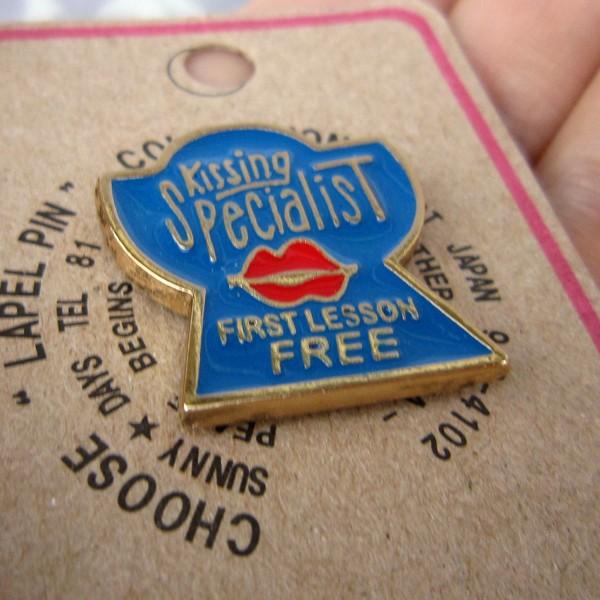 Kissing
Specialist
FIRST LESSON
FREE
" LAPEL PIN "
TEL 81
DAYS
BEGINS
CHOOSE
SUNNY ★
JAPAN
4102